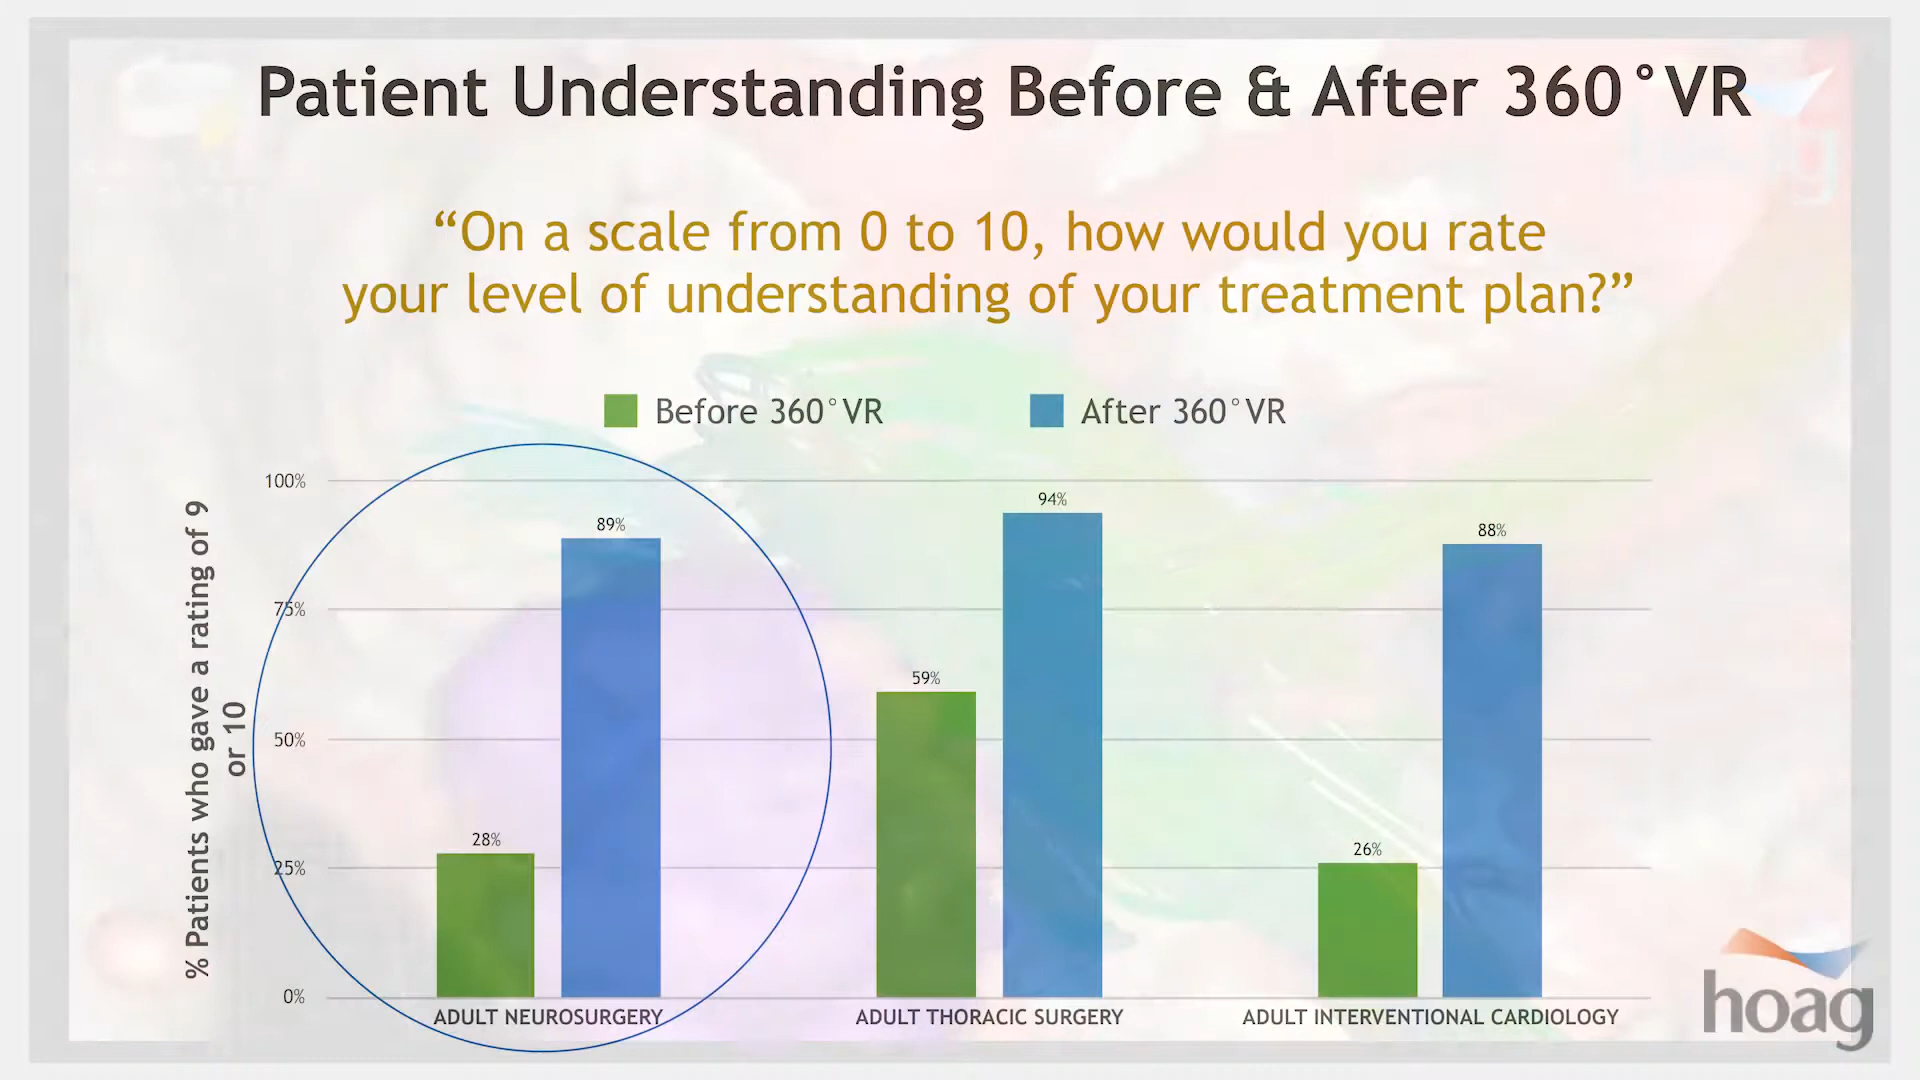 Patient Understanding Before & After 360°VR
“On a scale from 0 to 10, how would you rate
your level of understanding of your treatment plan?”
Before 360°VR
After 360°VR
% Patients who gave a rating of 9
or 10
100%
75%
50%
25%
0%
28%
89%
59%
94%
26%
88%
ADULT NEUROSURGERY
ADULT THORACIC SURGERY
ADULT INTERVENTIONAL CARDIOLOGY
hoag